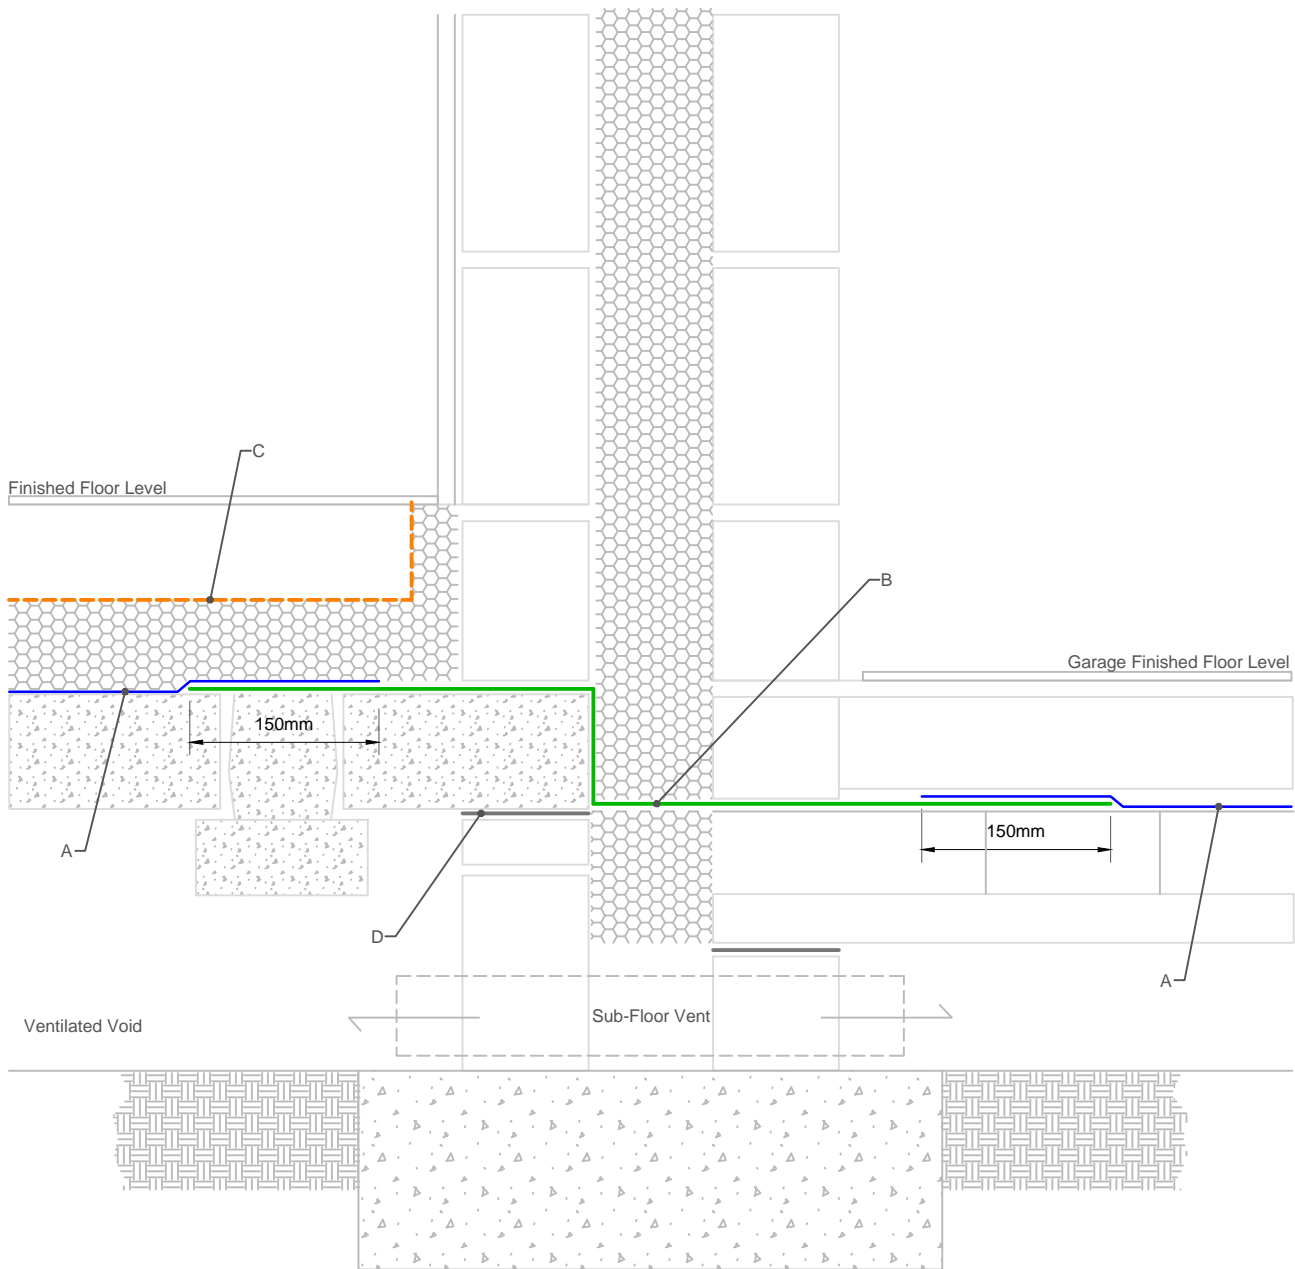 C
Finished Floor Level
B
Garage Finished Floor Level
150mm
150mm
A
D
A
Sub-Floor Vent
Ventilated Void